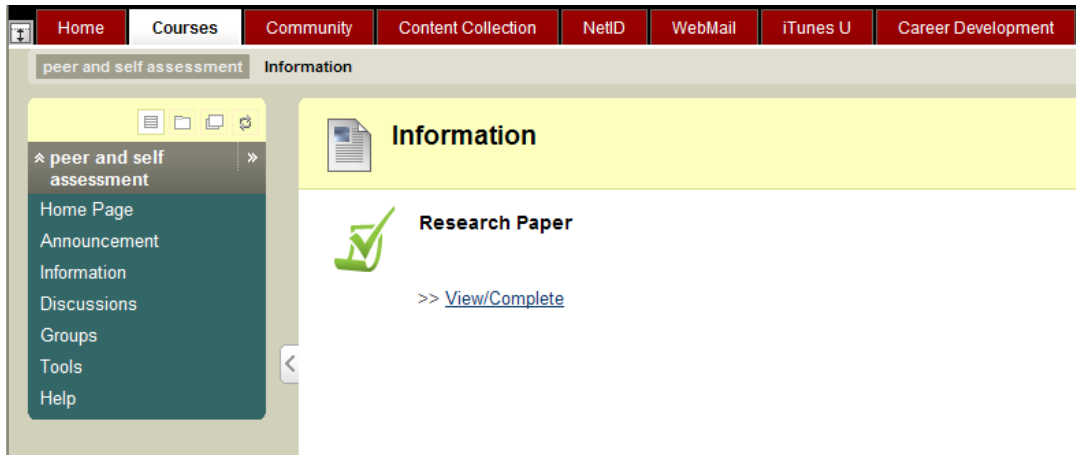 Home Courses Community Content Collection NetID WebMail iTunes U Career Development
peer and self assessment Information
peer and self
assessment
Home Page
Announcement
Information
Discussions
Groups
Tools
Help
Information
Research Paper
>> View/Complete